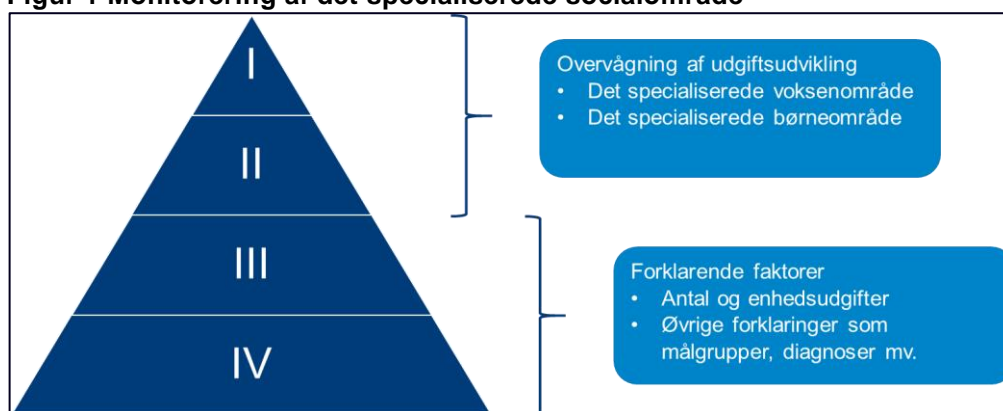 Figur 1 Monitorering af det specialiserede socialområde
I
II
III
IV
Overvågning af udgiftsudvikling
• Det specialiserede voksenområde
• Det specialiserede børneområde
Forklarende faktorer
• Antal og enhedsudgifter
• Øvrige forklaringer som
målgrupper, diagnoser mv.